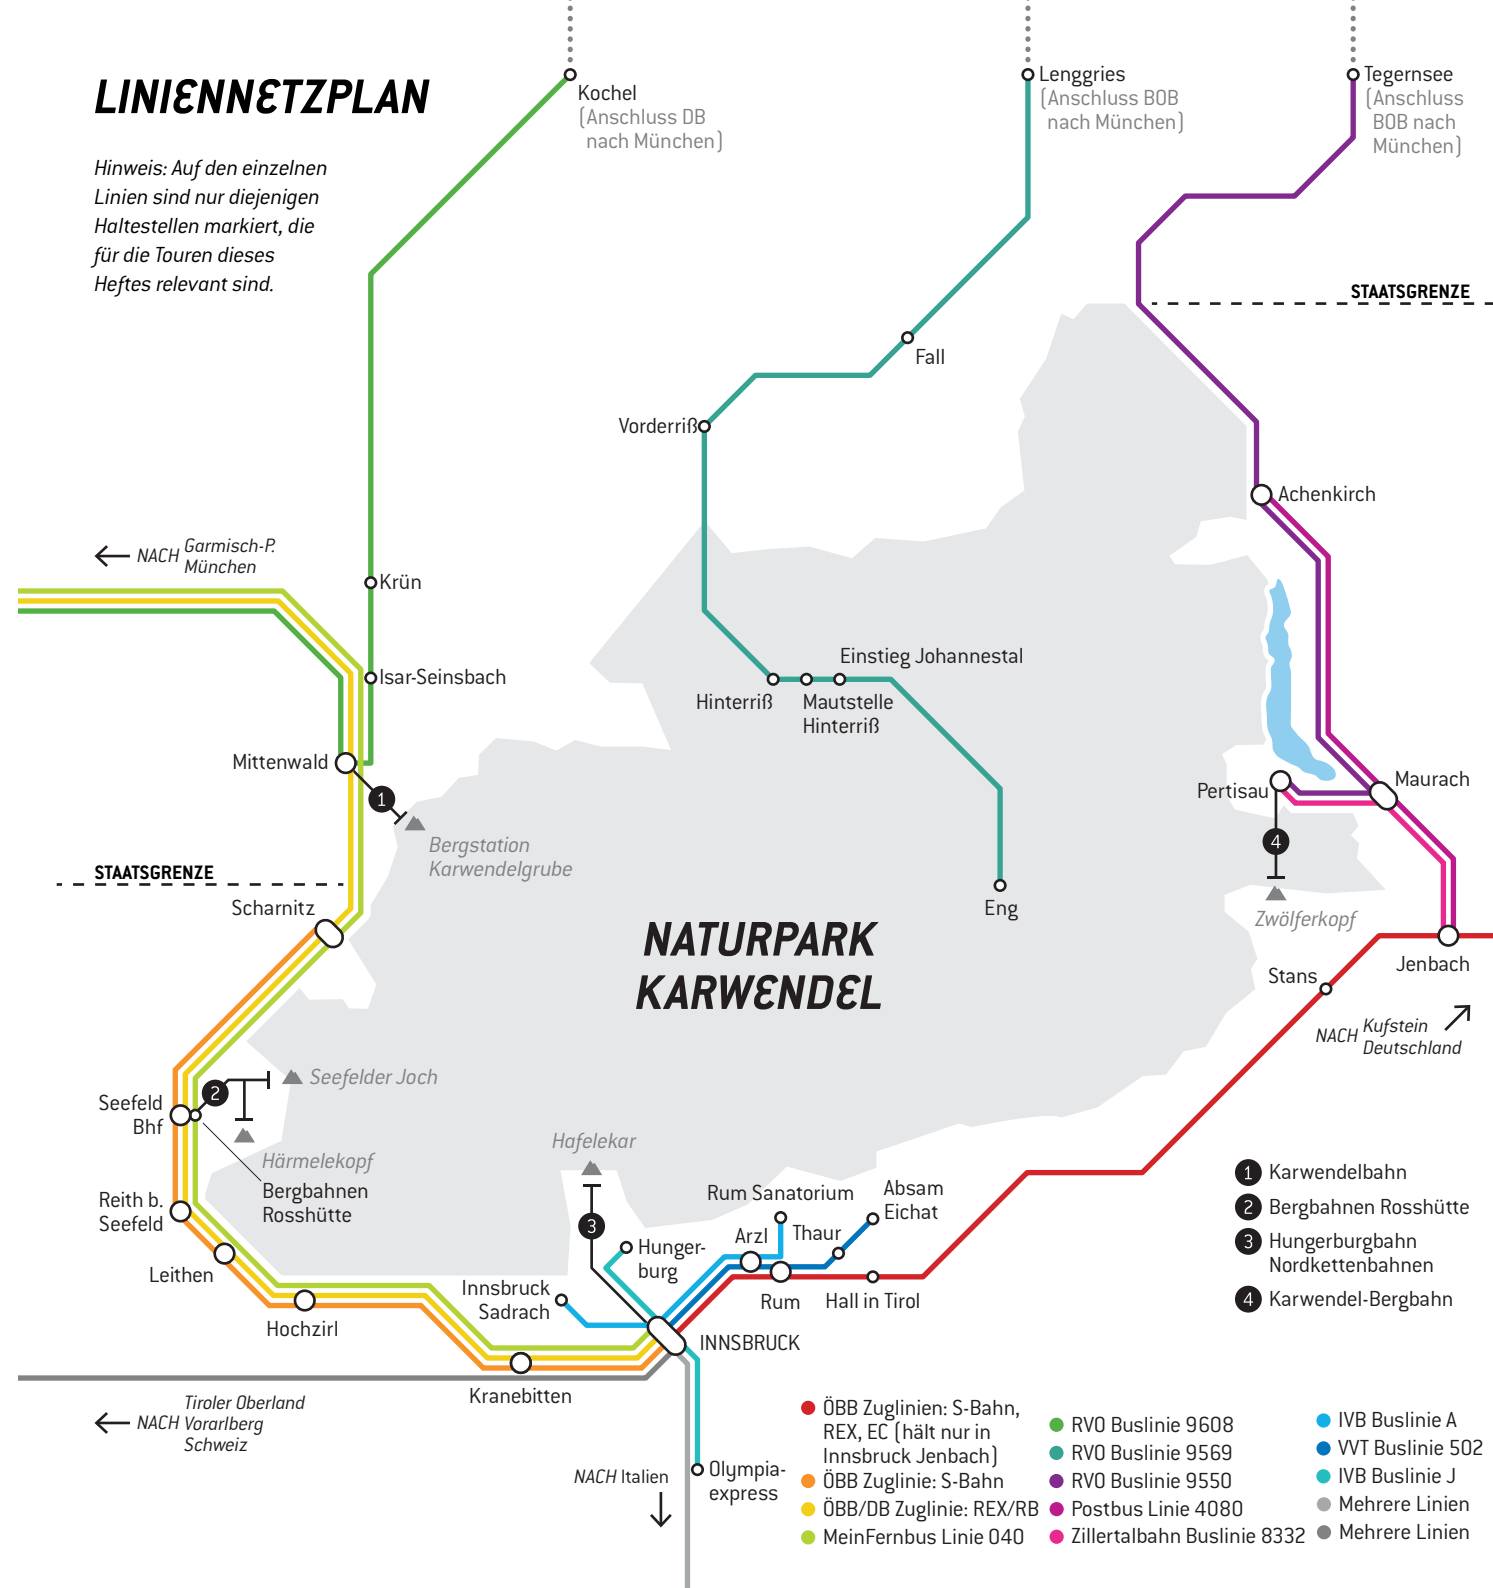 LINIENNETZPLAN
Hinweis: Auf den einzelnen
Linien sind nur diejenigen
Haltestellen markiert, die
für die Touren dieses
Heftes relevant sind.
Kochel
(Anschluss DB
nach München)
Lenggries
(Anschluss BOB
nach München)
Tegernsee
(Anschluss
BOB nach
München)
STAATSGRENZE
Fall
Vorderriß
Achenkirch
NACH Garmisch-P.
München
Krün
Isar-Seinsbach
Einstieg Johannestal
Hinterriß
Mautstelle
Hinterriß
Mittenwald
1
Bergstation
Karwendelgrube
Pertisau
Maurach
4
Zwölferkopf
STAATSGRENZE
Scharnitz
Eng
NATURPARK
KARWENDEL
Stans
Jenbach
NACH Kufstein
Deutschland
Seefelder Joch
2
Seefeld
Bhf
Härmelekopf
Bergbahnen
Rosshütte
Reith b.
Seefeld
Leithen
Hochzirl
Kranebitten
Hafelekar
3
Hunger-
burg
Innsbruck
Sadrach
Rum Sanatorium
Arzl
Thaur
Absam
Eichat
Rum
Hall in Tirol
INNSBRUCK
NACH Tiroler Oberland
Vorarlberg
Schweiz
NACH Italien
Olympia-
express
1 Karwendelbahn
2 Bergbahnen Rosshütte
3 Hungerburgbahn
Nordkettenbahnen
4 Karwendel-Bergbahn
ÖBB Zuglinien: S-Bahn,
REX, EC (hält nur in
Innsbruck Jenbach)
ÖBB Zuglinie: S-Bahn
ÖBB/DB Zuglinie: REX/RB
MeinFernbus Linie 040
RVO Buslinie 9608
RVO Buslinie 9569
RVO Buslinie 9550
Postbus Linie 4080
Zillertalbahn Buslinie 8332
IVB Buslinie A
VVT Buslinie 502
IVB Buslinie J
Mehrere Linien
Mehrere Linien